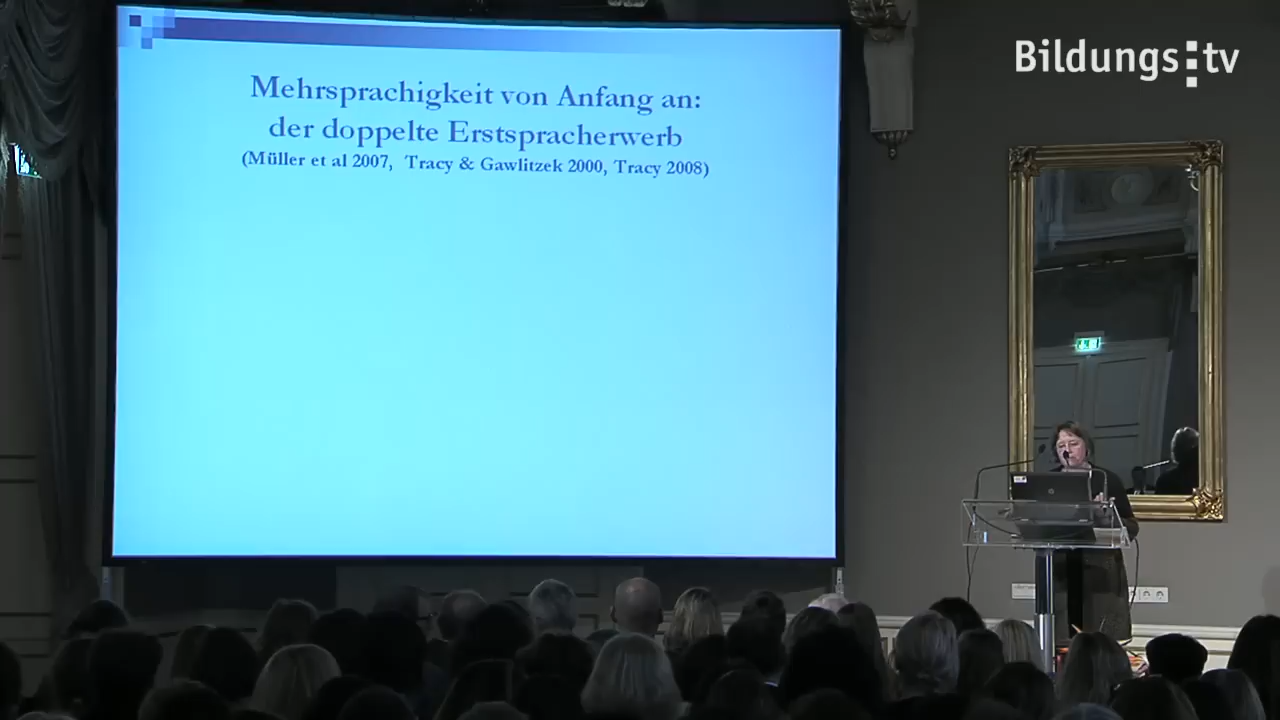 Bildungs:tv
Mehrsprachigkeit von Anfang an:
der doppelte Erstspracherwerb
(Müller et al 2007, Tracy & Gawlitzek 2000, Tracy 2008)